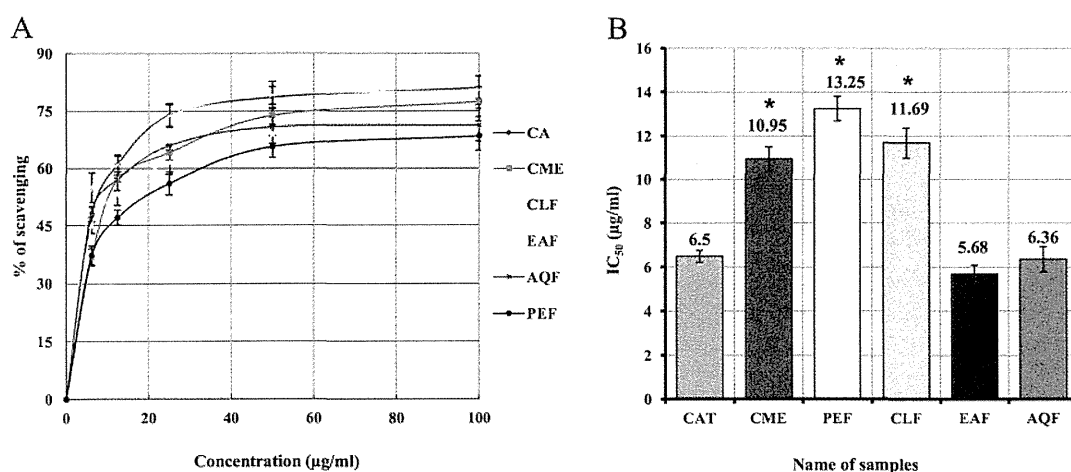 A
90
75
60
45
30
15
0
% of scavenging
0 20 40 60 80 100
Concentration (µg/ml)
CA
CME
CLF
EAF
AQF
PEF
B
16
14
12
10
8
6
4
2
0
IC50 (µg/ml)
* * *
6.5 10.95 13.25 11.69 5.68 6.36
CAT CME PEF CLF EAF AQF
Name of samples